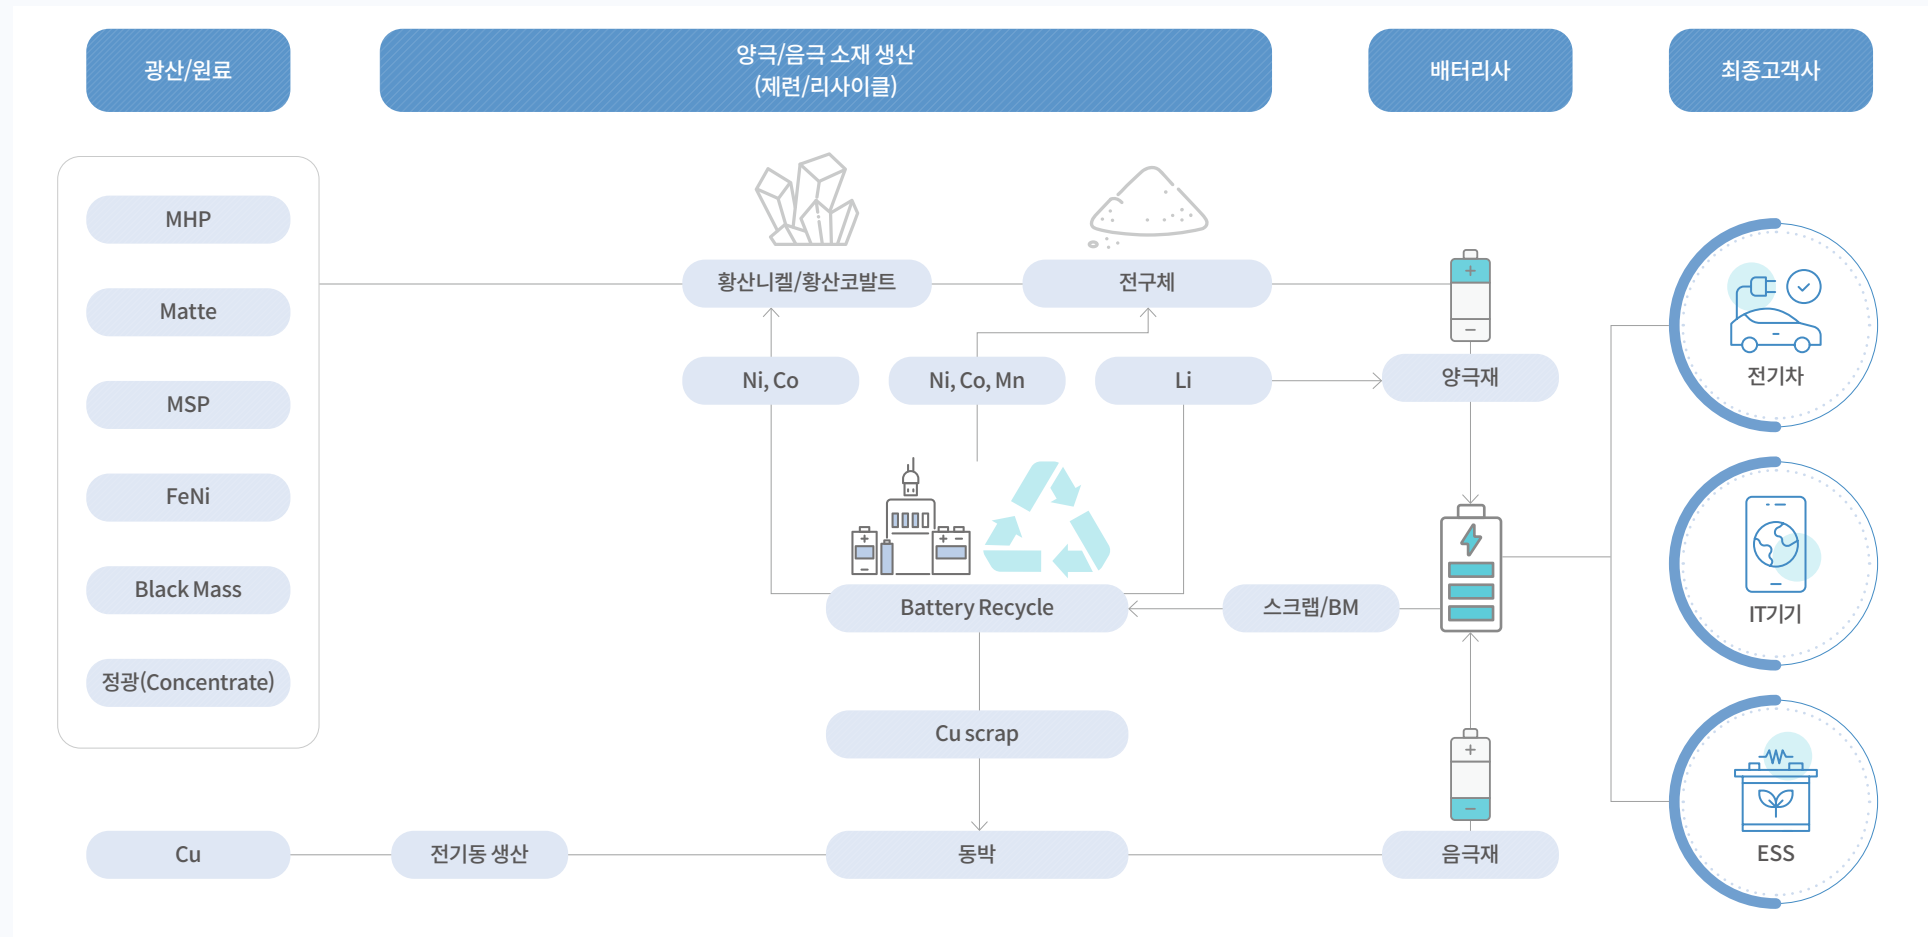 광산/원료
양극/음극 소재 생산
(제련/리사이클)
배터리사
최종고객사
MHP
Matte
MSP
FeNi
Black Mass
정광(Concentrate)
황산니켈/황산코발트
전구체
Ni, Co
Ni, Co, Mn
Li
양극재
Battery Recycle
스크랩/BM
Cu scrap
Cu
전기동 생산
동박
음극재
전기차
IT기기
ESS